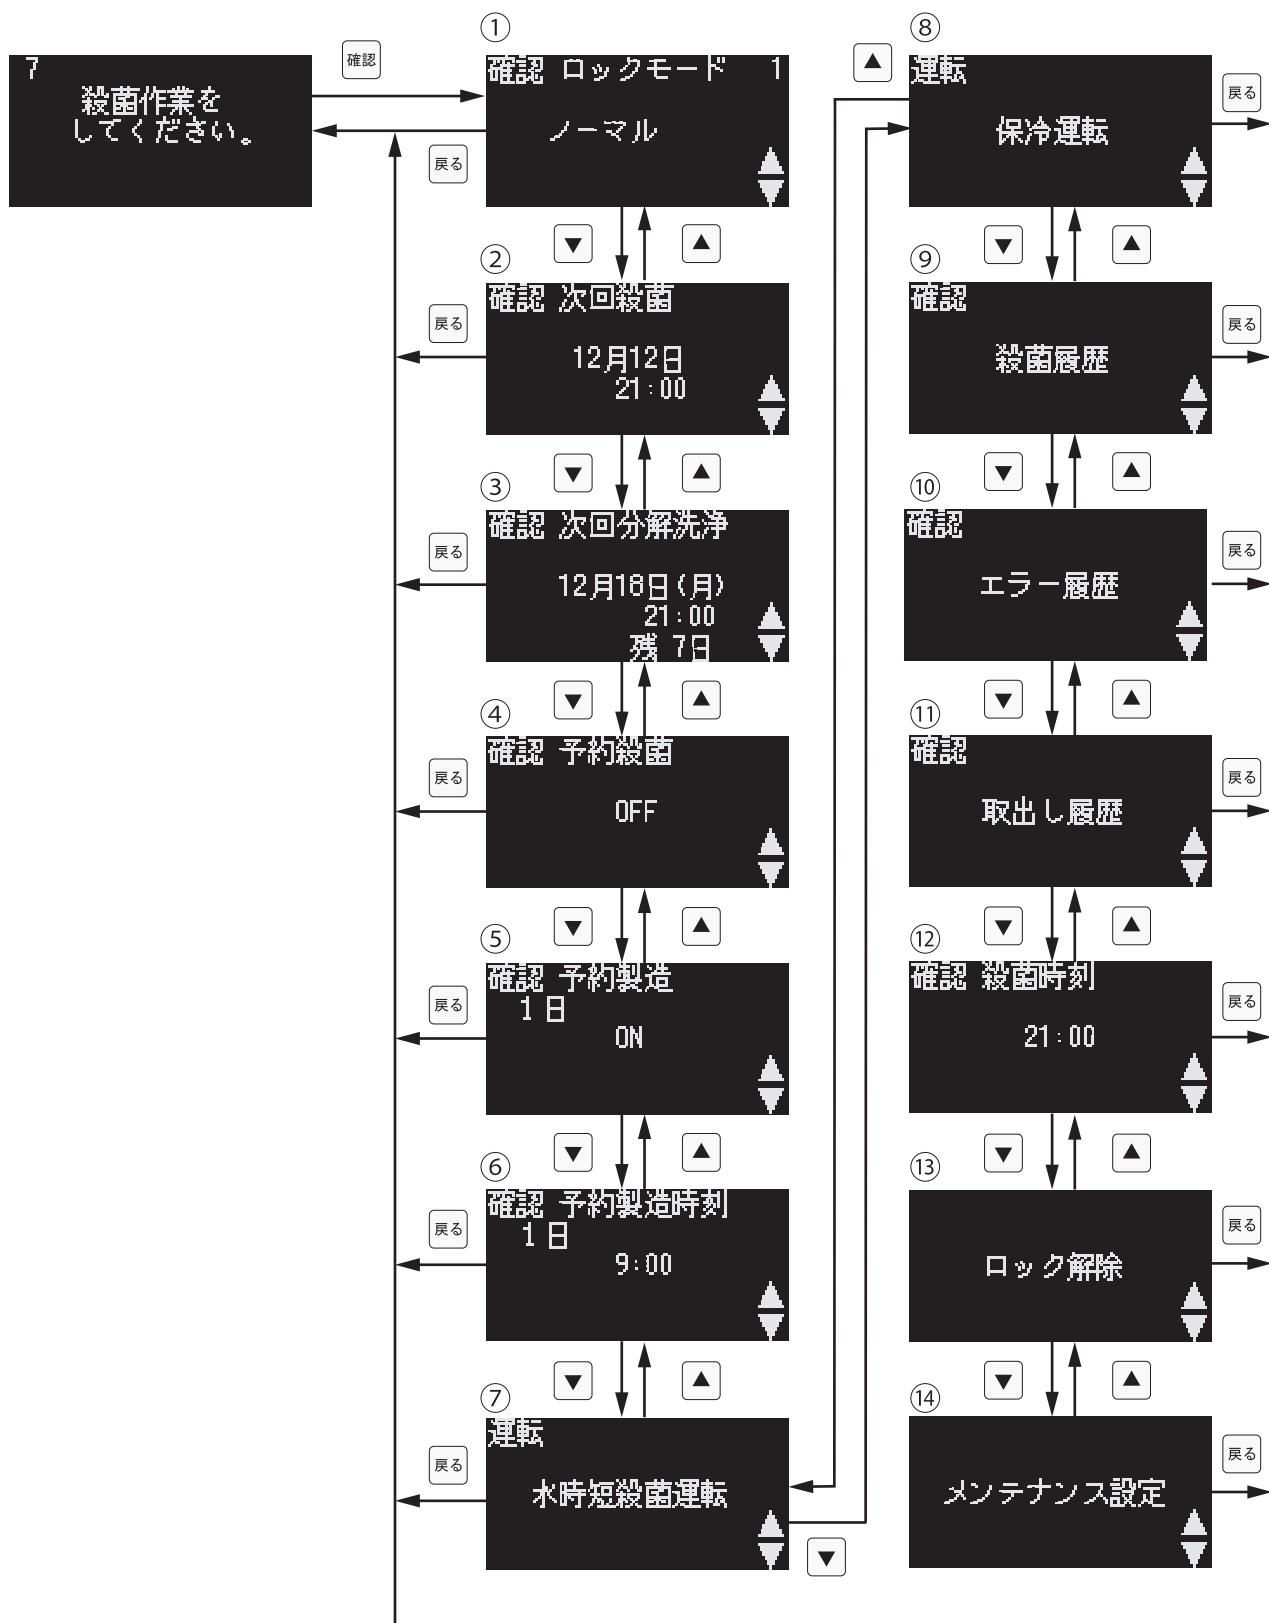 7
殺菌作業を
してください。
確認
戻る
①
確認 ロックモード 1
ノーマル
▼ ▲
②
確認 次回殺菌
12月12日
21:00
戻る
▼ ▲
③
確認 次回分解洗浄
12月18日(月)
21:00
残 7日
戻る
▼ ▲
④
確認 予約殺菌
OFF
戻る
▼ ▲
⑤
確認 予約製造
1日
ON
戻る
▼ ▲
⑥
確認 予約製造時刻
1日
9:00
戻る
▼ ▲
⑦
運転
水時短殺菌運転
戻る
▼
▲
⑧
運転
保冷運転
戻る
▼ ▲
⑨
確認
殺菌履歴
戻る
▼ ▲
⑩
確認
エラー履歴
戻る
▼ ▲
⑪
確認
取出し履歴
戻る
▼ ▲
⑫
確認 殺菌時刻
21:00
戻る
▼ ▲
⑬
ロック解除
戻る
▼ ▲
⑭
メンテナンス設定
戻る